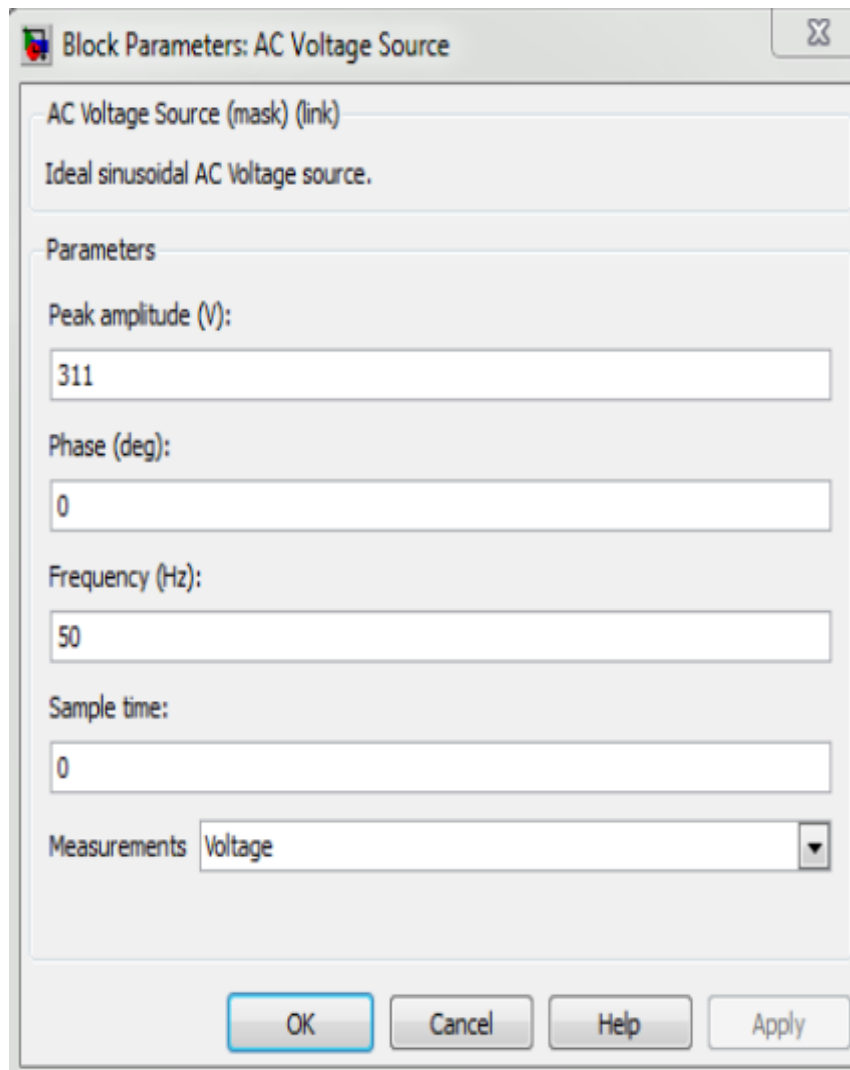 Block Parameters: AC Voltage Source
AC Voltage Source (mask) (link)
Ideal sinusoidal AC Voltage source.
Parameters
Peak amplitude (V):
311
Phase (deg):
0
Frequency (Hz):
50
Sample time:
0
Measurements Voltage
OK Cancel Help Apply